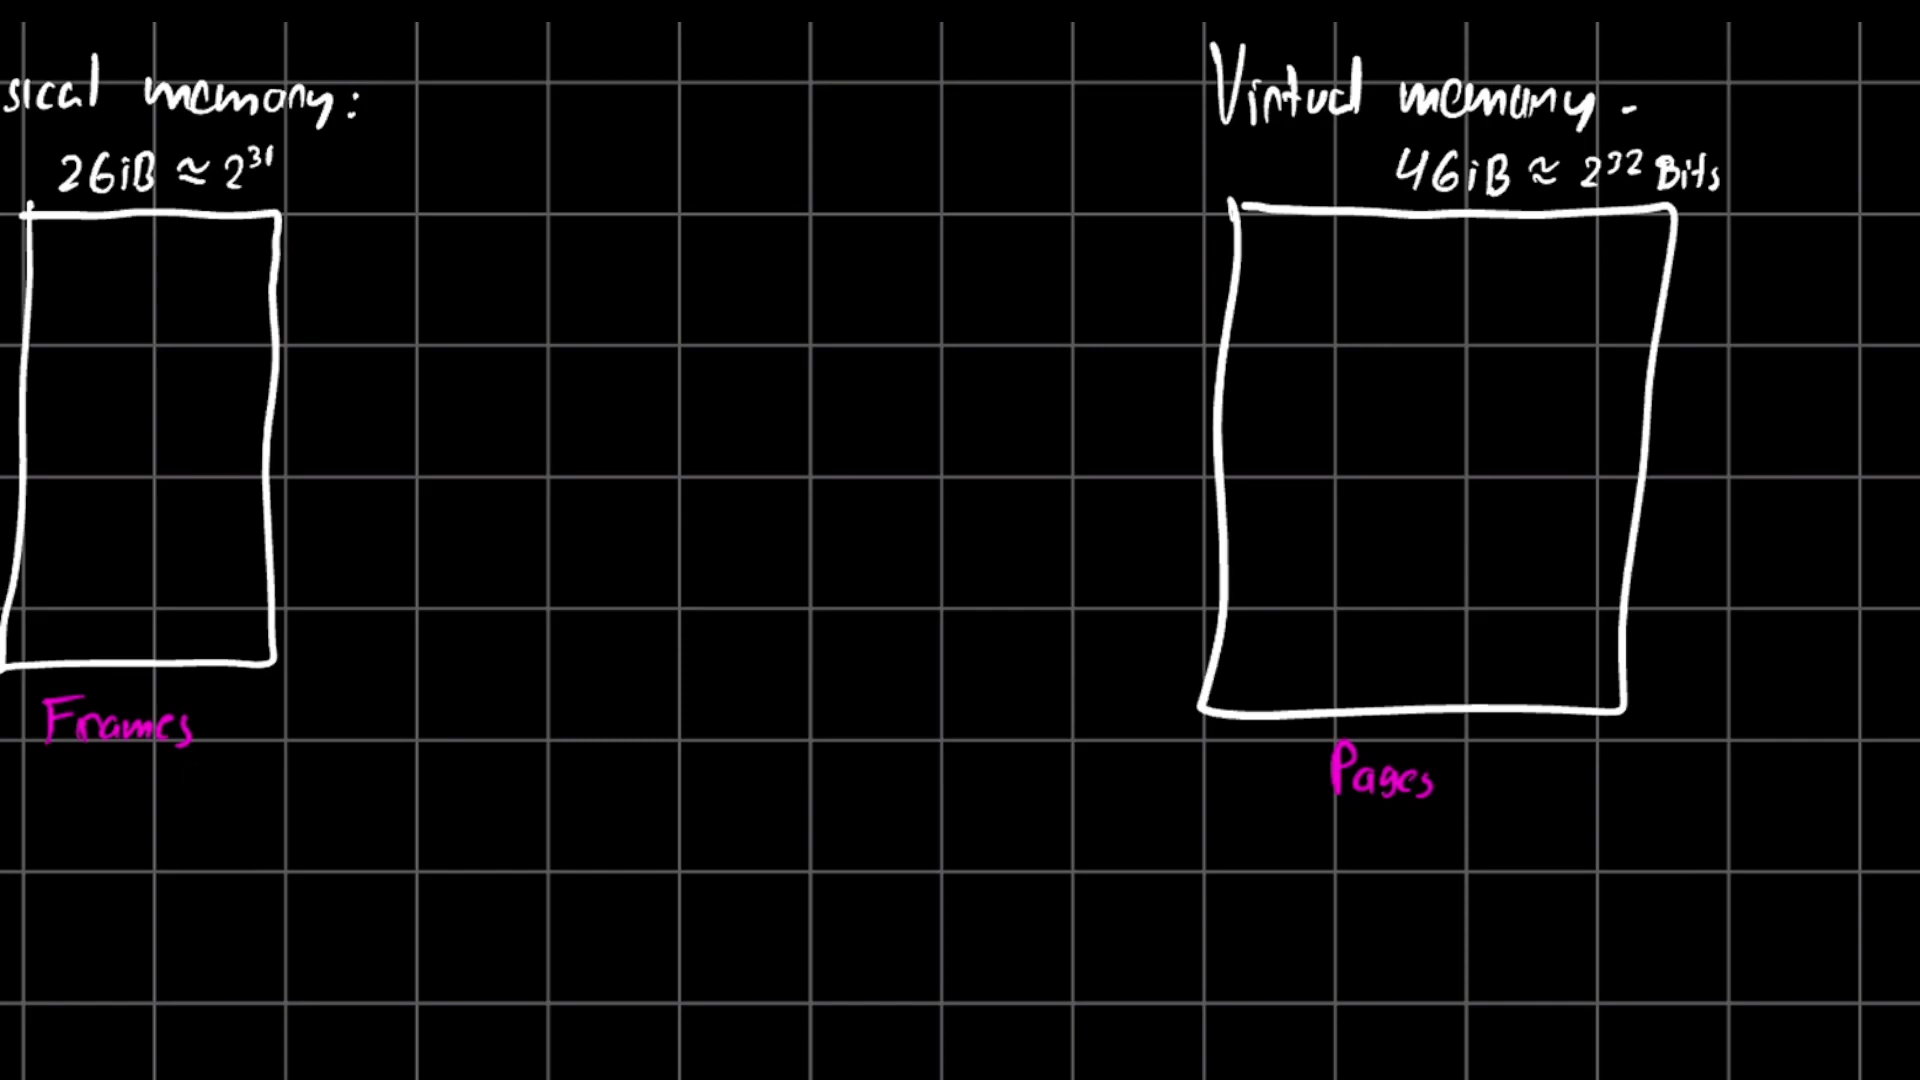 sical memory:
2GiB ≈ 2³¹
Frames
Virtual memory.
4GiB ≈ 2³² Bits
Pages